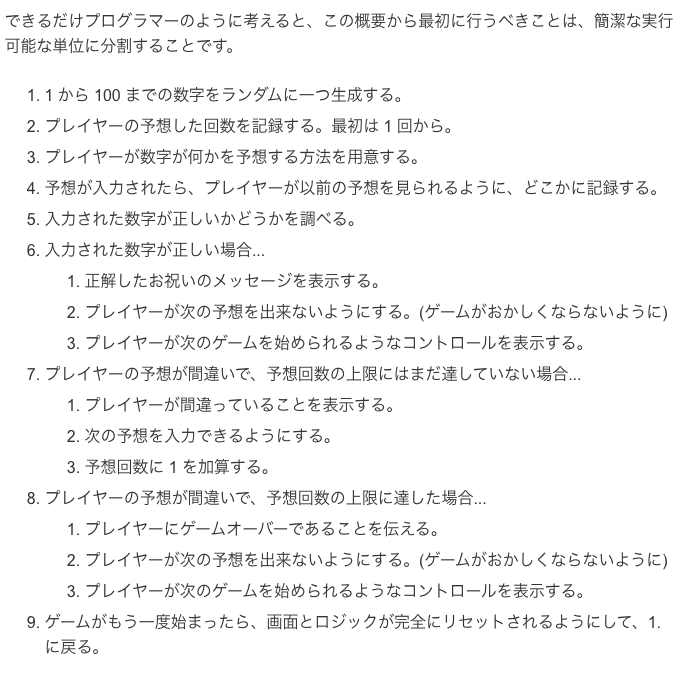 できるだけプログラマーのように考えると、この概要から最初に行うべきことは、簡潔な実行
可能な単位に分割することです。
1. 1 から 100 までの数字をランダムに一つ生成する。
2. プレイヤーの予想した回数を記録する。最初は 1 回から。
3. プレイヤーが数字が何かを予想する方法を用意する。
4. 予想が入力されたら、プレイヤーが以前の予想を見られるように、どこかに記録する。
5. 入力された数字が正しいかどうかを調べる。
6. 入力された数字が正しい場合...
1. 正解したお祝いのメッセージを表示する。
2. プレイヤーが次の予想を出来ないようにする。(ゲームがおかしくならないように)
3. プレイヤーが次のゲームを始められるようなコントロールを表示する。
7. プレイヤーの予想が間違いで、予想回数の上限にはまだ達していない場合...
1. プレイヤーが間違っていることを表示する。
2. 次の予想を入力できるようにする。
3. 予想回数に 1 を加算する。
8. プレイヤーの予想が間違いで、予想回数の上限に達した場合...
1. プレイヤーにゲームオーバーであることを伝える。
2. プレイヤーが次の予想を出来ないようにする。(ゲームがおかしくならないように)
3. プレイヤーが次のゲームを始められるようなコントロールを表示する。
9. ゲームがもう一度始まったら、画面とロジックが完全にリセットされるようにして、1.
に戻る。